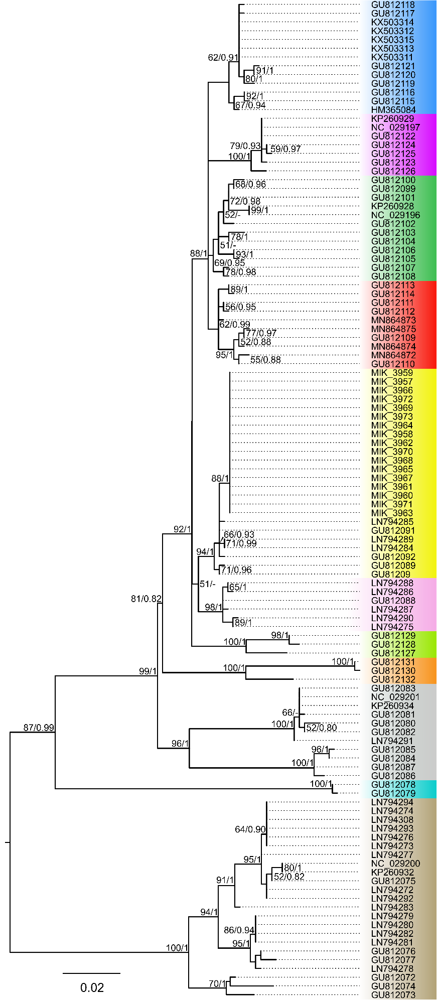 GU812118
GU812117
KX503314
KX503312
KX503315
KX503313
62/0.91 KX503311
GU812121
91/1 GU812120
80/1 GU812119
GU812116
92/1 GU812115
67/0.94 HM365084
KP260929
NC_029197
GU812122
79/0.93 59/0.97 GU812124
GU812125
100/1 GU812123
GU812126
GU812100
68/0.96 GU812099
GU812101
72/0.98 KP260928
52/- 99/1 NC_029196
GU812102
GU812103
78/1 GU812104
51/- GU812106
88/1 93/1 GU812105
69/0.95 GU812107
78/0.98 GU812108
GU812113
89/1 GU812114
GU812111
56/0.95 GU812112
MN864873
62/0.99 MN864875
77/0.97 GU812109
52/0.88 MN864874
95/1 MN864872
55/0.88 GU812110
MIK_3959
MIK_3957
MIK_3966
MIK_3972
MIK_3969
MIK_3973
MIK_3964
MIK_3958
MIK_3962
MIK_3970
MIK_3968
MIK_3965
88/1 MIK_3967
MIK_3961
MIK_3960
MIK_3971
MIK_3963
LN794285
92/1 GU812091
66/0.93 LN794289
71/0.99 LN794284
94/1 GU812092
GU812089
71/0.96 GU81209
51/- LN794288
65/1 LN794286
81/0.82 GU812088
98/1 LN794287
LN794290
89/1 LN794275
98/1 GU812129
100/1 GU812128
GU812127
100/1 GU812131
99/1 100/1 GU812130
GU812132
GU812083
NC_029201
KP260934
66/- GU812081
100/1 GU812080
87/0.99 52/0.80 GU812082
LN794291
96/1 96/1 GU812085
GU812084
100/1 GU812087
GU812086
100/1 GU812078
GU812079
LN794294
LN794274
LN794308
64/0.90 LN794293
LN794276
LN794273
LN794277
95/1 NC_029200
80/1 KP260932
91/1 52/0.82 GU812075
LN794272
LN794292
LN794283
94/1 LN794279
LN794280
86/0.94 LN794282
95/1 LN794281
100/1 GU812076
GU812077
LN794278
GU812072
70/1 GU812074
0.02 GU812073